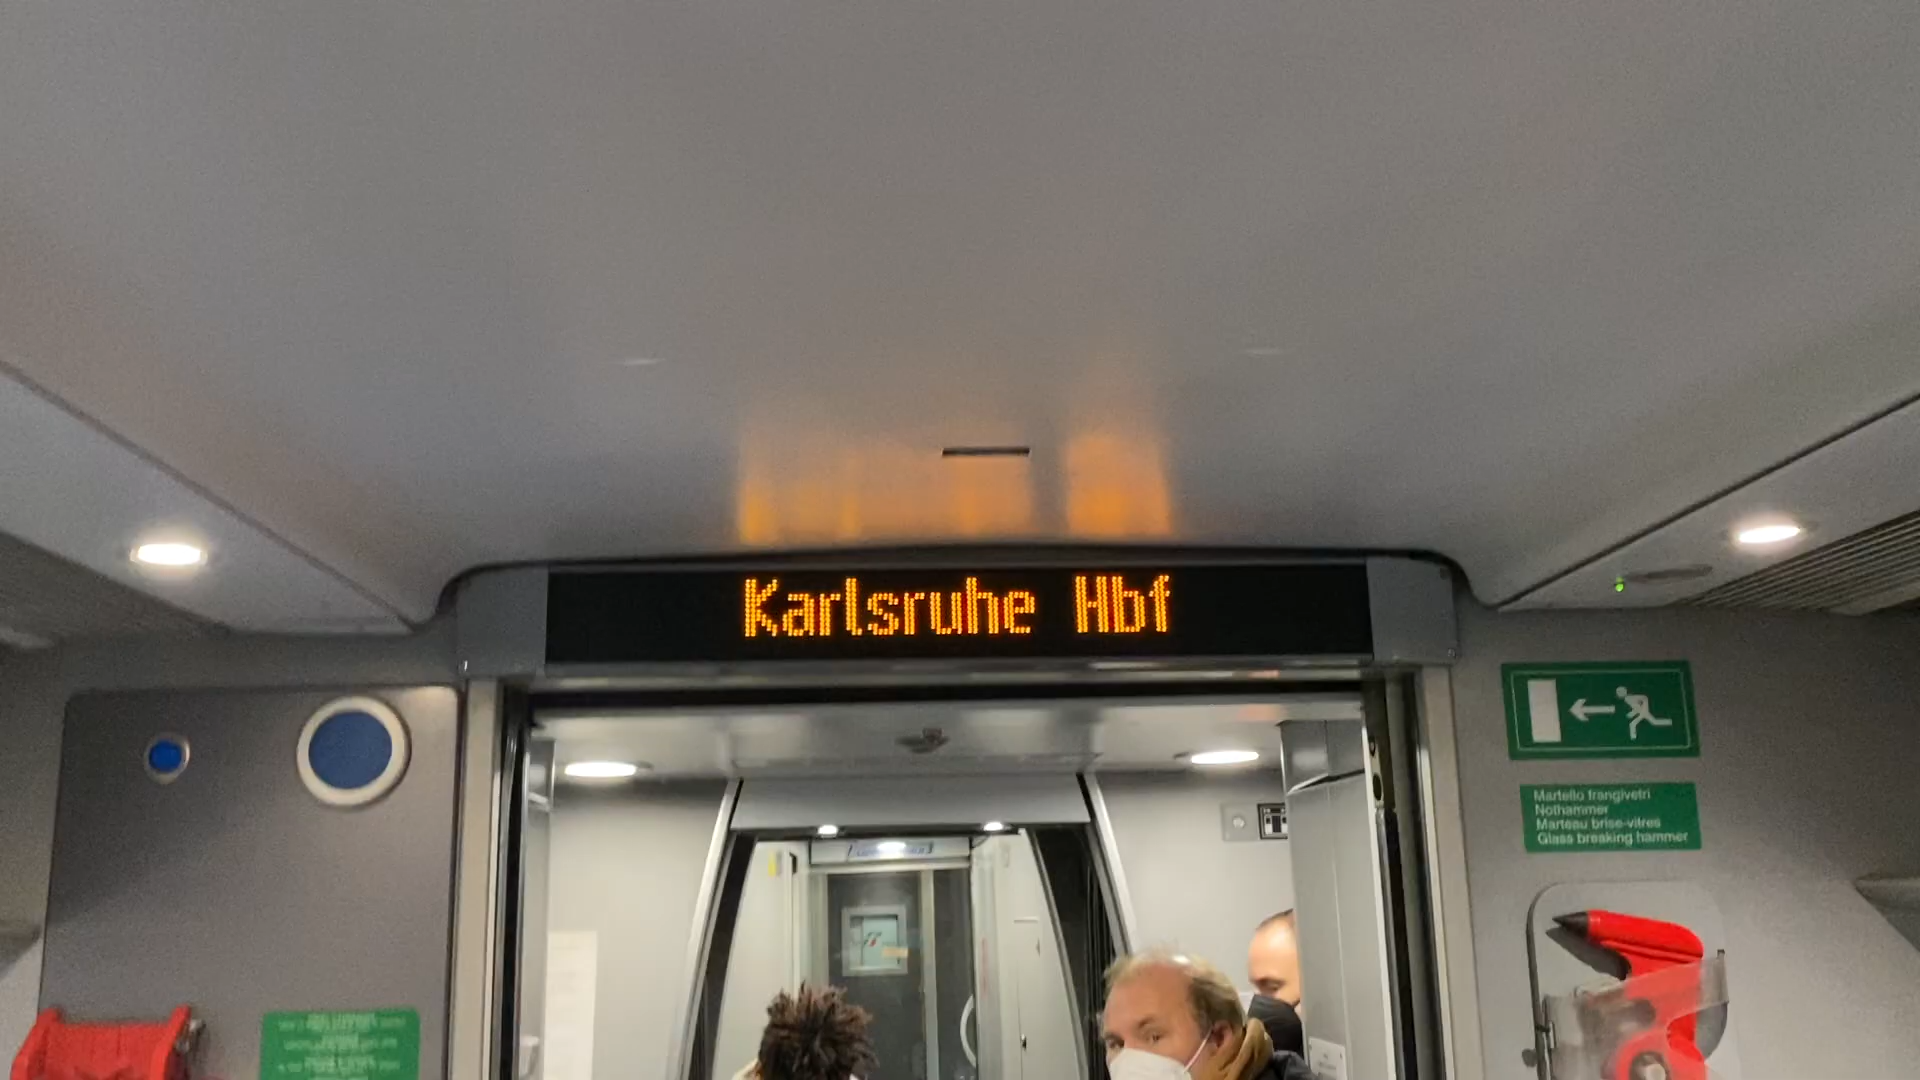 Karlsruhe Hbf
Martello frangivetri
Nothammer
Marteau brise-vitres
Glass breaking hammer